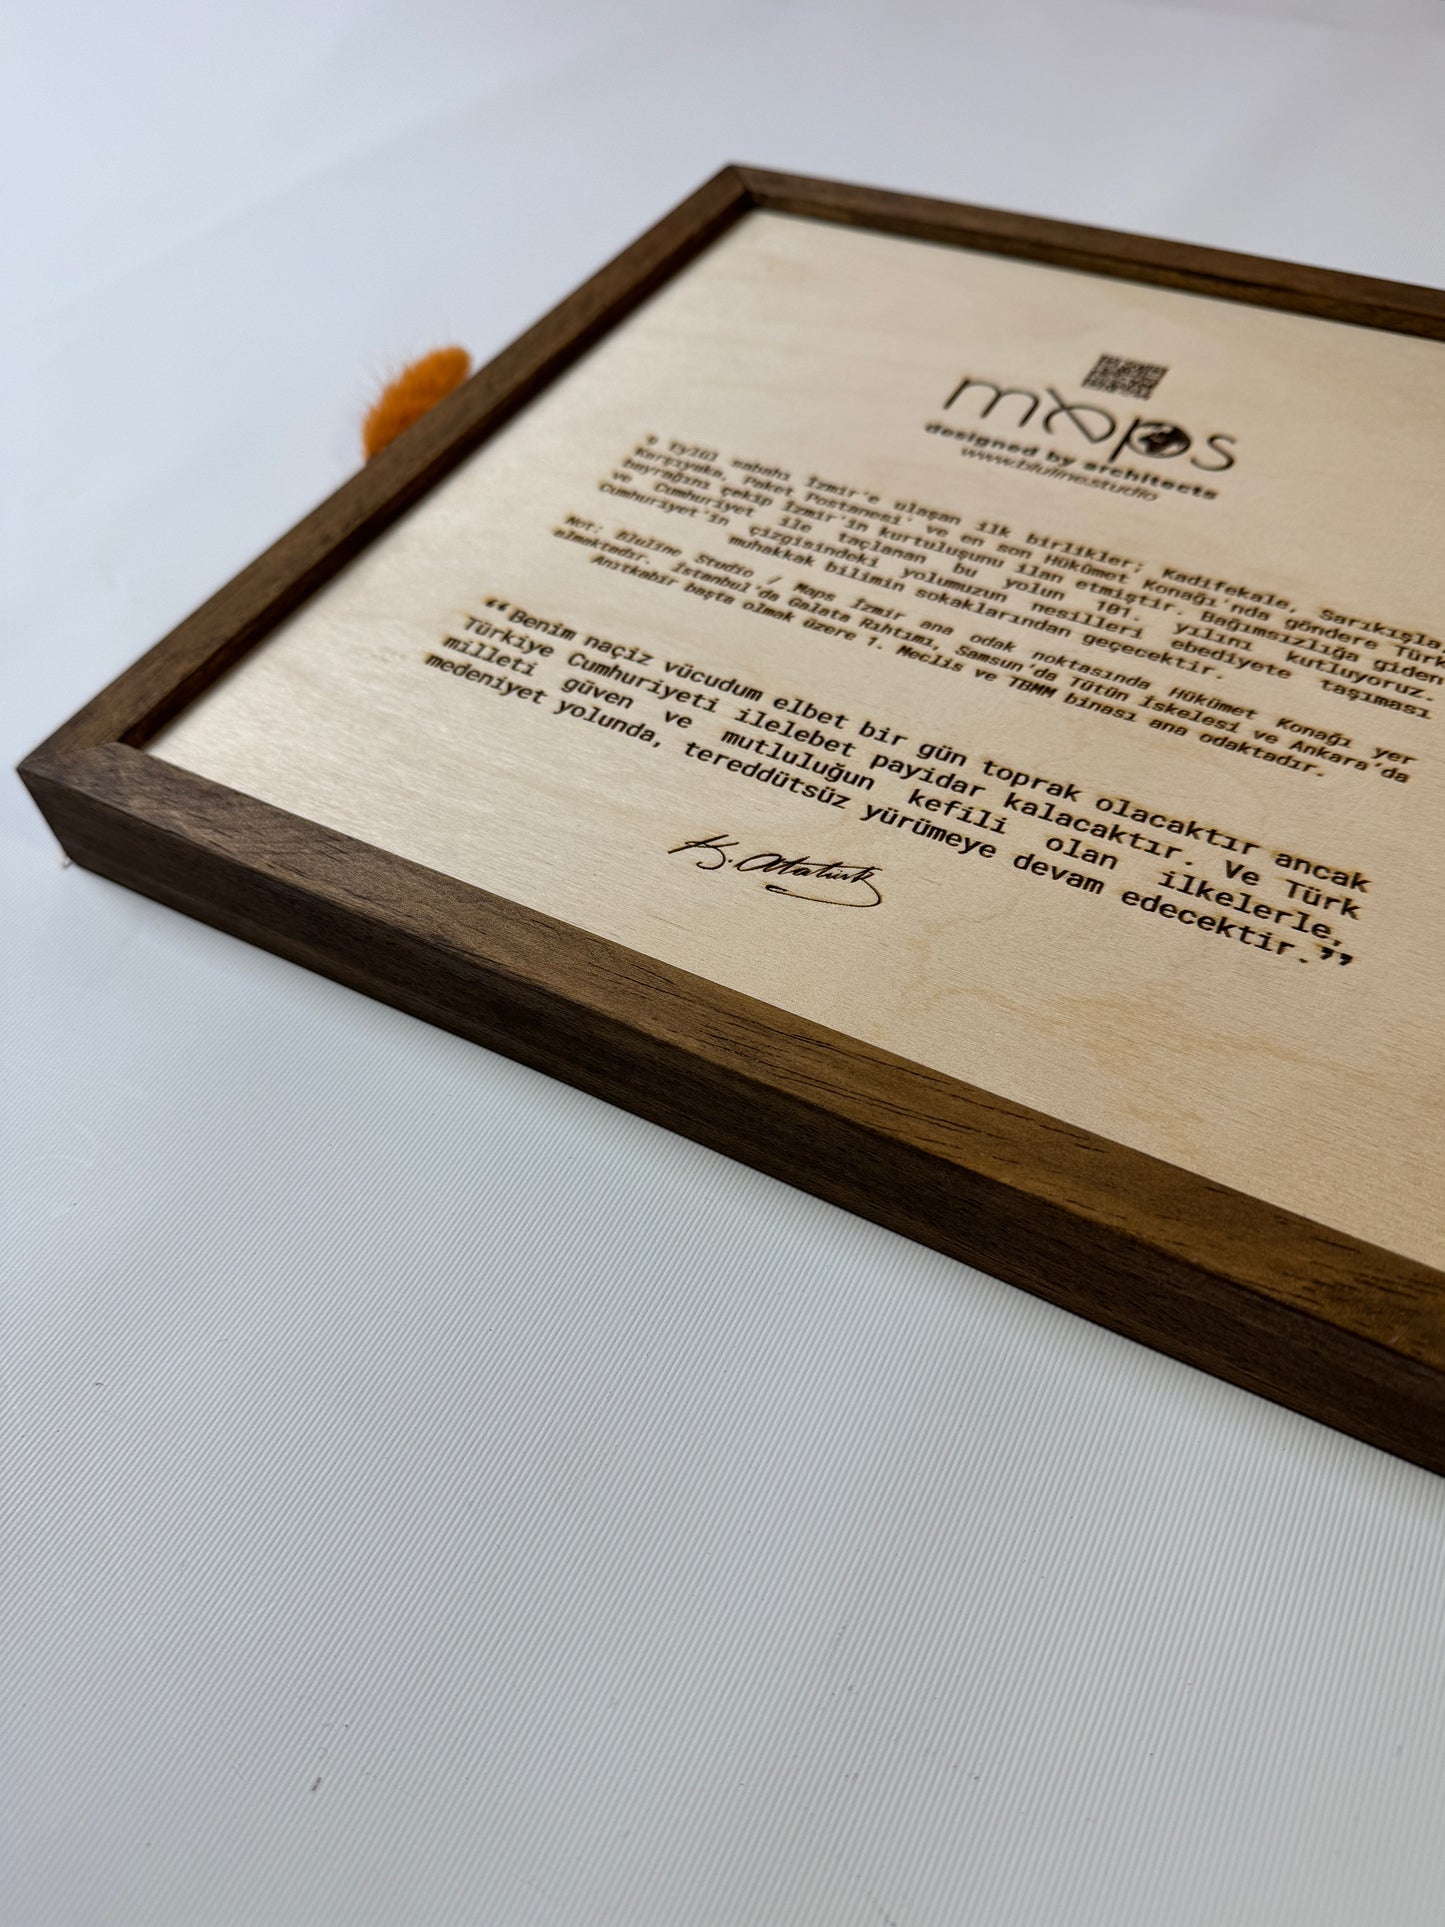 maps
designed by architects
www.bluline.studio
9 Eylül sabahı İzmir'e ulaşan ilk birlikler; Kadifekale, Sarıkışla,
Karşıyaka, Paket Postanesi' ve en son Hükümet Konağı'nda göndere Türk
bayrağını çekip İzmir'in kurtuluşunu ilan etmiştir. Bağımsızlığa giden
ve Cumhuriyet ile taçlanan bu yolun 101. yılını kutluyoruz.
Cumhuriyet'in çizgisindeki yolumuzun nesilleri ebediyete taşıması
muhakkak bilimin sokaklarından geçecektir.
Not: Bluline Studio / Maps İzmir ana odak noktasında Hükümet Konağı yer
almaktadır. İstanbul'da Galata Rıhtımı, Samsun'da Tütün İskelesi ve Ankara'da
Anıtkabir başta olmak üzere 1. Meclis ve TBMM binası ana odaktadır.
“Benim naçiz vücudum elbet bir gün toprak olacaktır ancak
Türkiye Cumhuriyeti ilelebet payidar kalacaktır. Ve Türk
milleti güven ve mutluluğun kefili olan ilkelerle,
medeniyet yolunda, tereddütsüz yürümeye devam edecektir.”
K. Atatürk